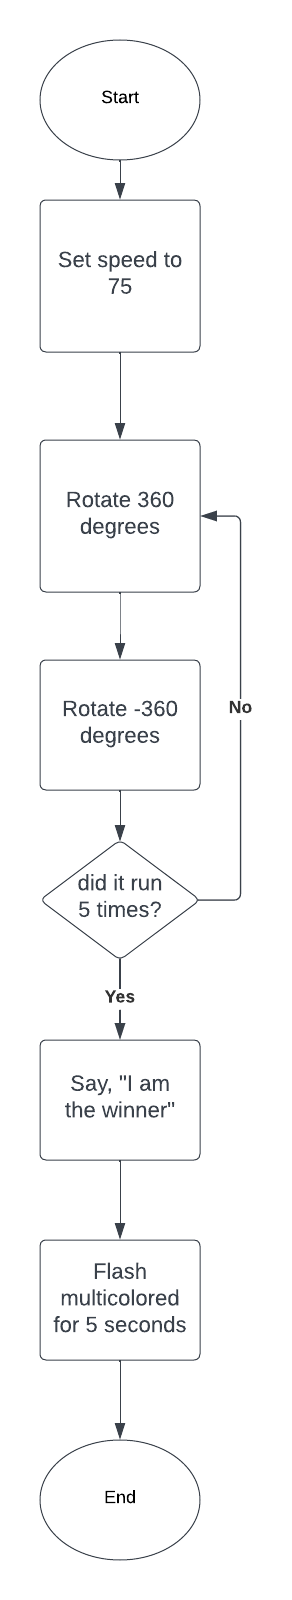 Start
Set speed to
75
Rotate 360
degrees
Rotate -360
degrees
No
did it run
5 times?
Yes
Say, "I am
the winner"
Flash
multicolored
for 5 seconds
End